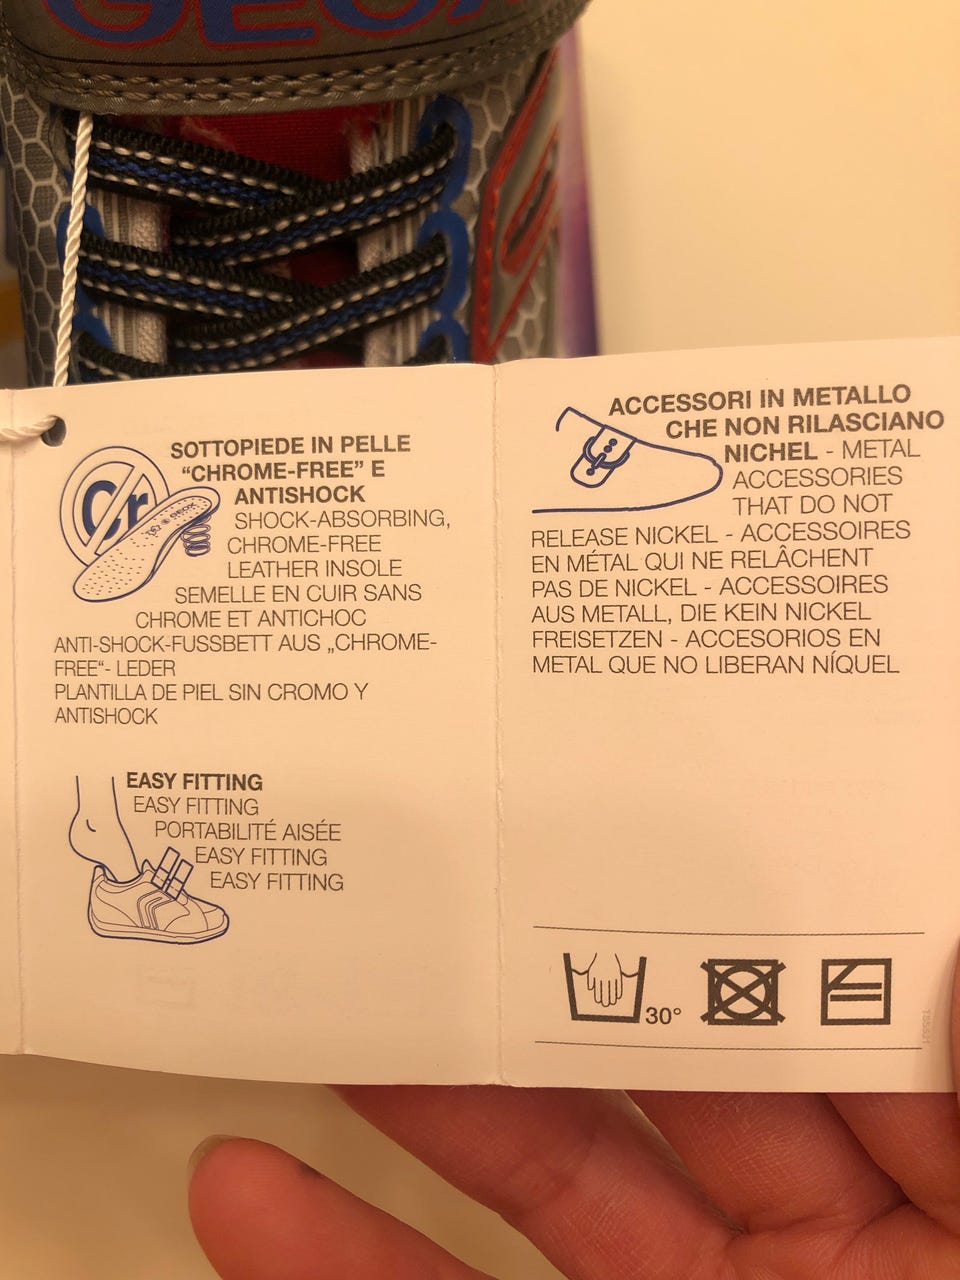 GEOX
SOTTOPIEDE IN PELLE
"CHROME-FREE" E
ANTISHOCK
SHOCK-ABSORBING,
CHROME-FREE
LEATHER INSOLE
SEMELLE EN CUIR SANS
CHROME ET ANTICHOC
ANTI-SHOCK-FUSSBETT AUS „CHROME-
FREE“- LEDER
PLANTILLA DE PIEL SIN CROMO Y
ANTISHOCK
Cr
GEOX
EASY FITTING
EASY FITTING
PORTABILITÉ AISÉE
EASY FITTING
EASY FITTING
ACCESSORI IN METALLO
CHE NON RILASCIANO
NICHEL - METAL
ACCESSORIES
THAT DO NOT
RELEASE NICKEL - ACCESSOIRES
EN MÉTAL QUI NE RELÂCHENT
PAS DE NICKEL - ACCESSOIRES
AUS METALL, DIE KEIN NICKEL
FREISETZEN - ACCESORIOS EN
METAL QUE NO LIBERAN NÍQUEL
30°